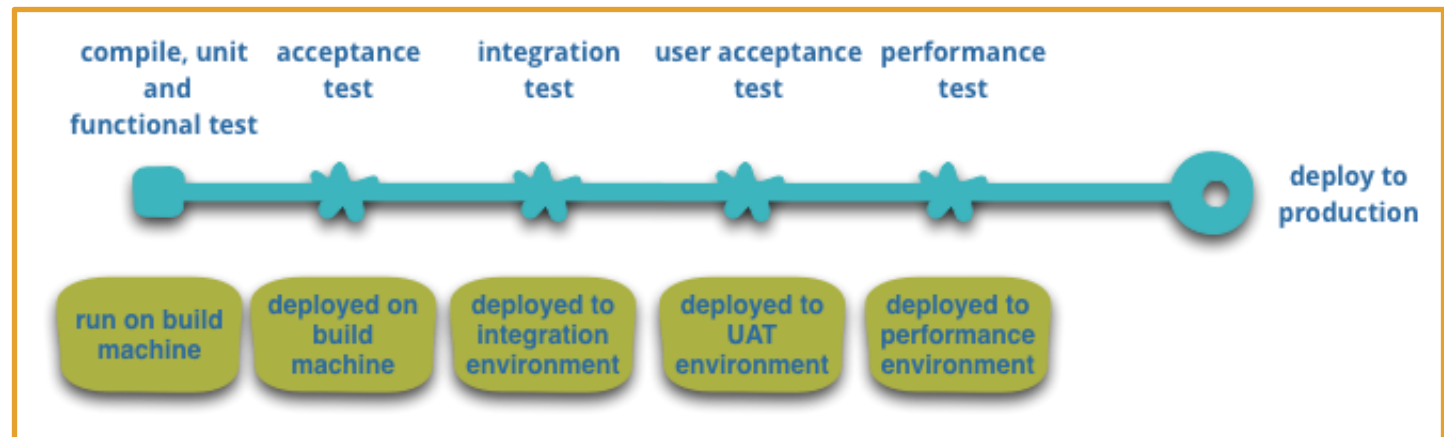 compile, unit
and
functional test
acceptance
test
integration
test
user acceptance
test
performance
test
deploy to
production
run on build
machine
deployed on
build
machine
deployed to
integration
environment
deployed to
UAT
environment
deployed to
performance
environment